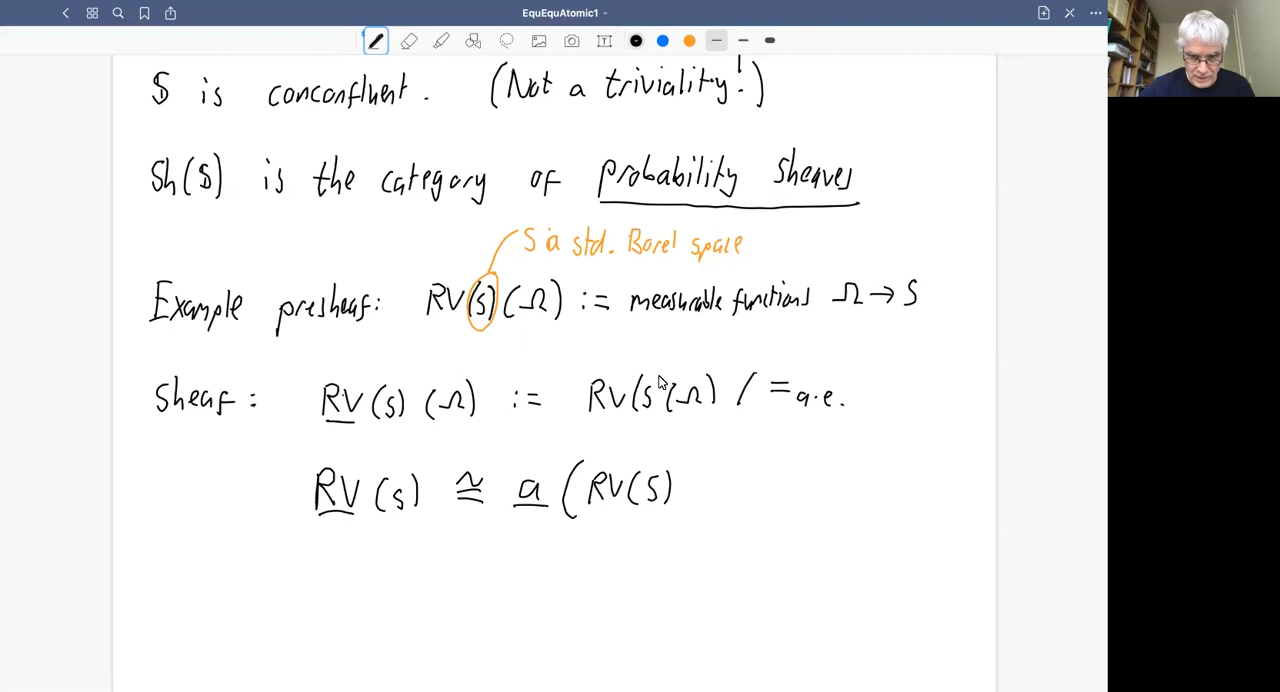 EquEquAtomic1
𝕊 is conconfluent. (Not a triviality!)
Sh(𝕊) is the category of probability sheaves
S a std. Borel space
Example presheaf: RV(S)(Ω) := measurable functions Ω → S
Sheaf: RV(S)(Ω) := RV(S(Ω) / =a.e.
RV(S) ≅ a(RV(S)